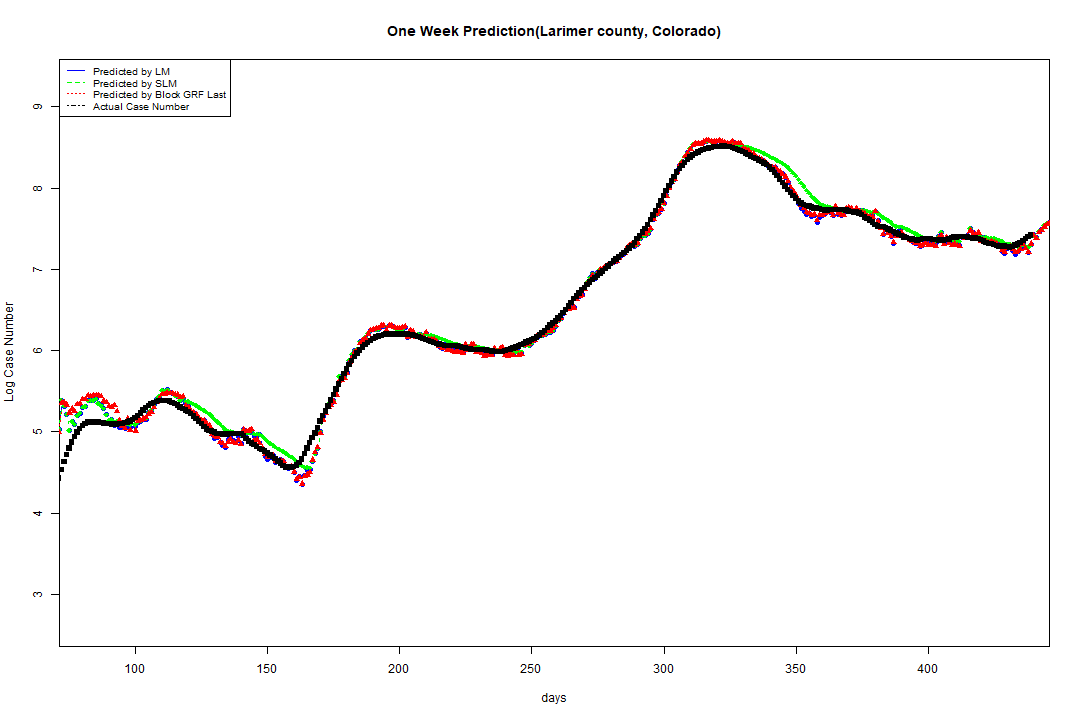 One Week Prediction(Larimer county, Colorado)
Predicted by LM
Predicted by SLM
Predicted by Block GRF Last
Actual Case Number
9
8
7
6
5
4
3
Log Case Number
100 150 200 250 300 350 400
days